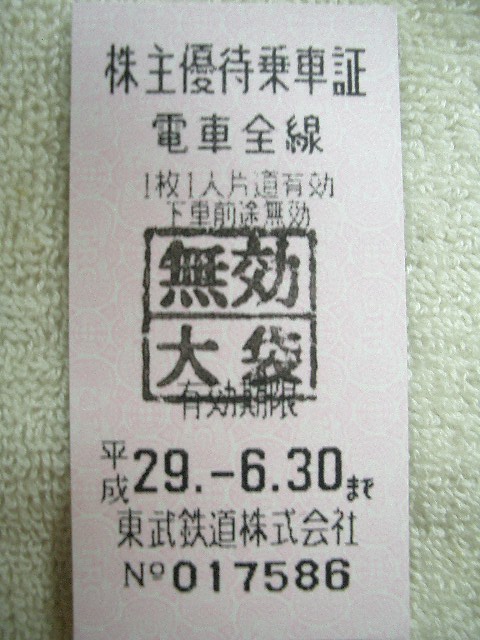 株主優待乗車証
電車全線
1枚1人片道有効
下車前途無効
無効
大袋
有効期限
平成29.-6.30まで
東武鉄道株式会社
Nº017586